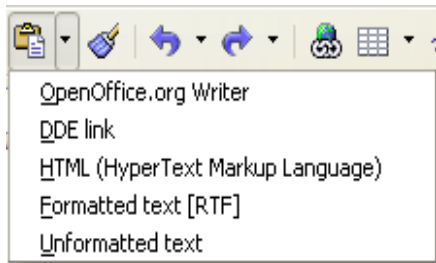 OpenOffice.org Writer
DDE link
HTML (HyperText Markup Language)
Formatted text [RTF]
Unformatted text